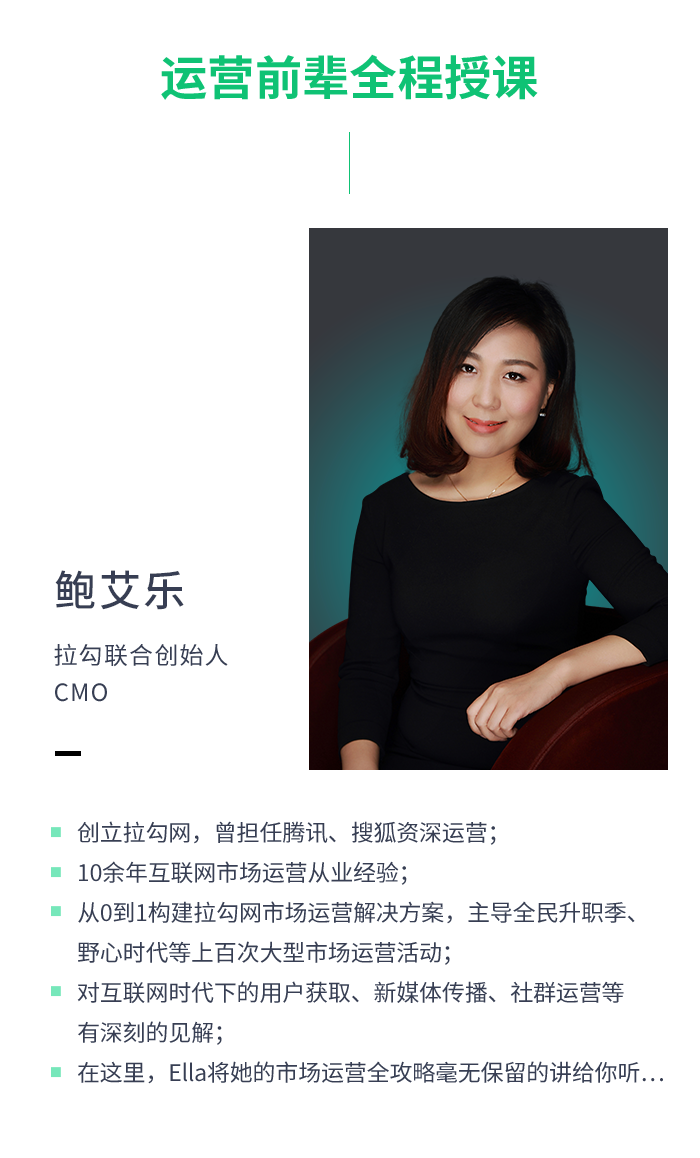 运营前辈全程授课
鲍艾乐
拉勾联合创始人
CMO
创立拉勾网，曾担任腾讯、搜狐资深运营；
10余年互联网市场运营从业经验；
从0到1构建拉勾网市场运营解决方案，主导全民升职季、
野心时代等上百次大型市场运营活动；
对互联网时代下的用户获取、新媒体传播、社群运营等
有深刻的见解；
在这里，Ella将她的市场运营全攻略毫无保留的讲给你听...